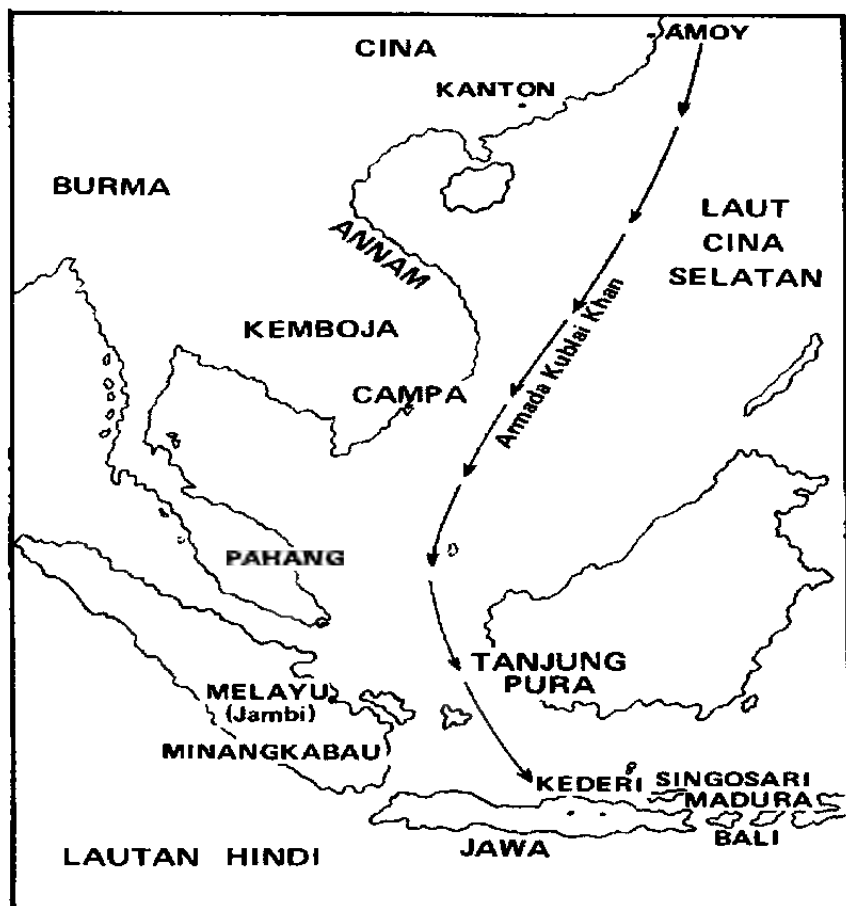 CINA
AMOY
KANTON
BURMA
ANNAM
LAUT
CINA
SELATAN
KEMBOJA
CAMPA
Armada Kublai Khan
PAHANG
TANJUNG
PURA
MELAYU
(Jambi)
MINANGKABAU
KEDERI
SINGOSARI
MADURA
BALI
JAWA
LAUTAN HINDI